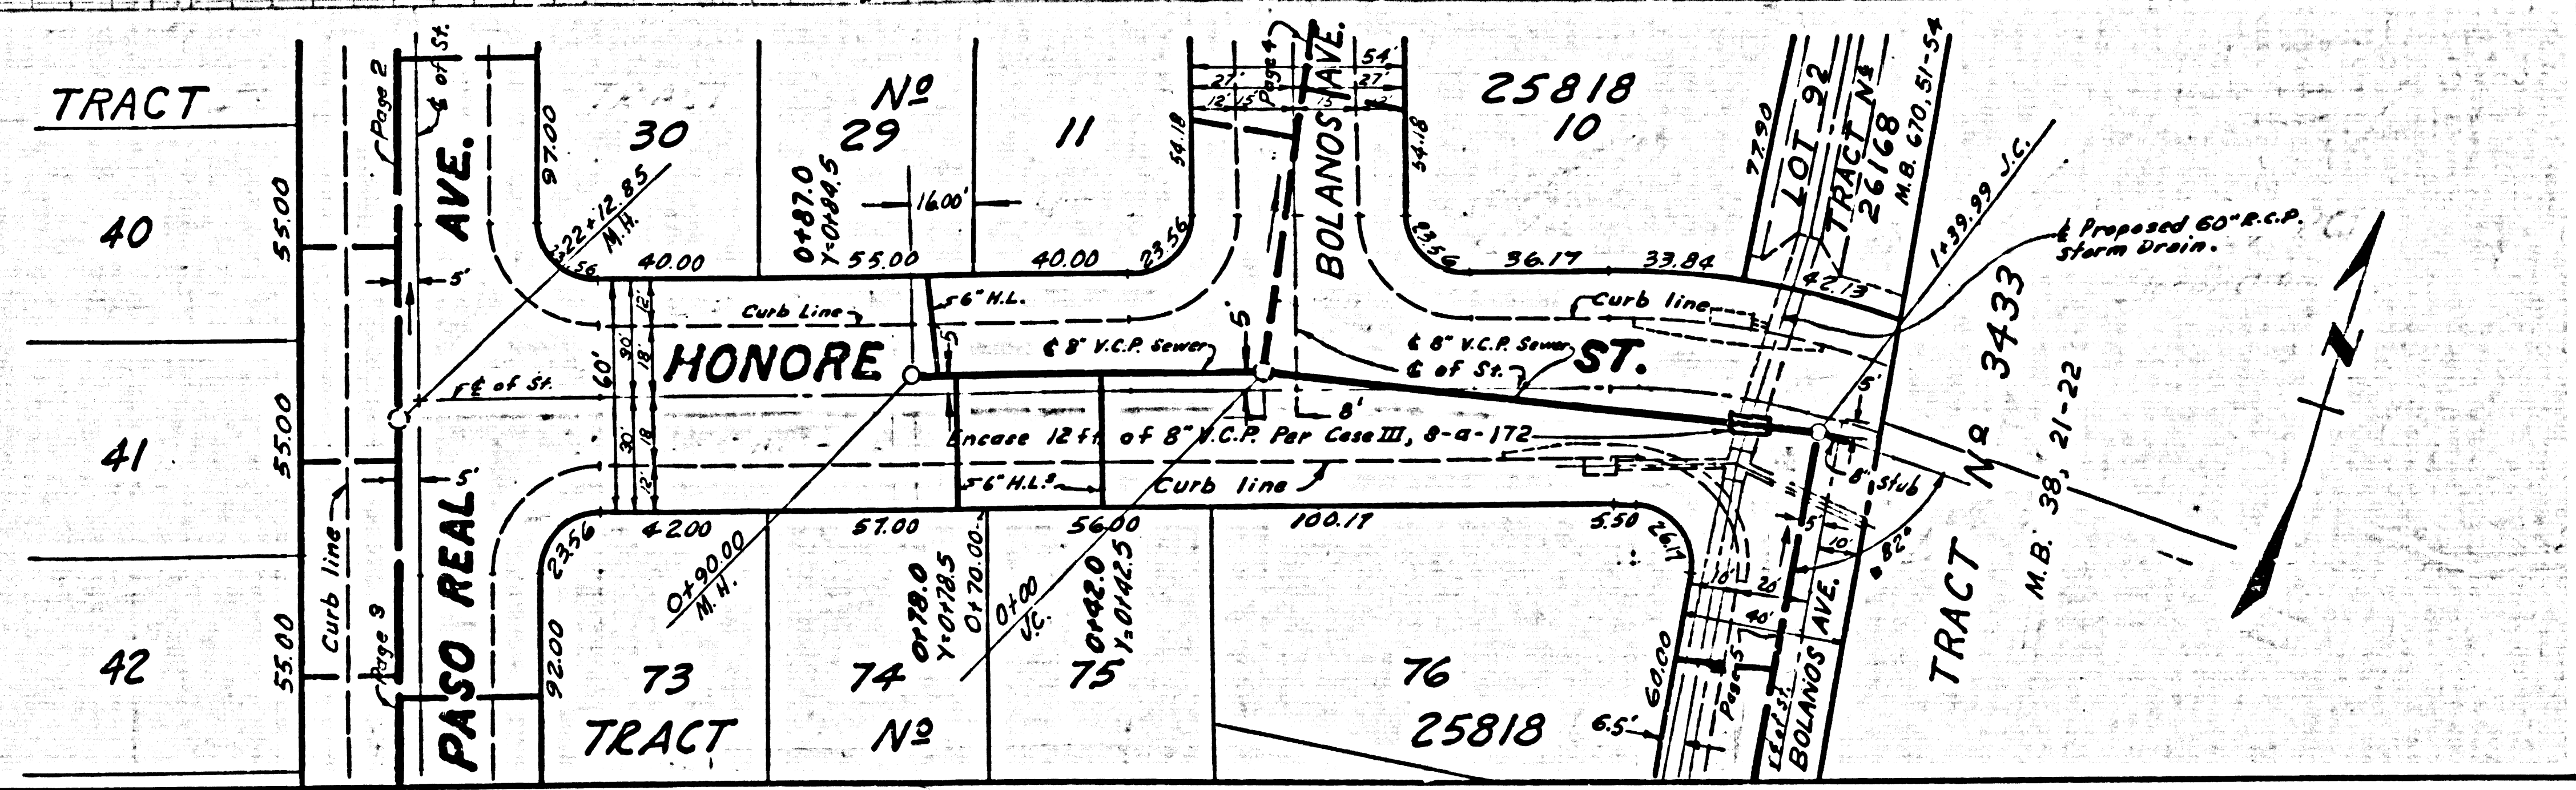 TRACT
40
41
42
55.00
55.00
55.00
Curb line
Page 2
Page 3
℄ of St.
PASO REAL AVE.
5'
5'
97.00
92.00
30
Nº
29
11
22+12.85
M.H.
23.56
40.00
0+87.0
Y=0+84.5
55.00
16.00'
40.00
23.56
54.18
27'
12'
15'
Page 4
54'
27'
15'
BOLANOS AVE.
54.18
23.56
25818
10
36.17
33.84
77.90
LOT 92
TRACT Nº
26168
M.B. 670, 51-54
42.13
1+39.99 J.C.
℄ Proposed 60" R.C.P.
Storm Drain.
Curb Line
6" H.L.
5'
5'
℄ 8" V.C.P. Sewer
Curb line
℄ 8" V.C.P. Sewer
℄ of St.
HONORE ST.
℄ of St.
60'
30'
30'
12'
18'
18
12'
8'
Encase 12 ft. of 8" V.C.P. Per Case III, 8-a-172
6" H.L.s
Curb line
5'
8' Stub
82°
5'
10'
23.56
42.00
57.00
56.00
100.17
5.50
26.17
0+90.00
M.H.
0+78.0
Y=0+78.5
0+70.00
0+00
J.C.
0+42.0
Y=0+42.5
73
74
75
76
TRACT
Nº
25818
6.5'
60.00
10'
20'
40'
Page 5
℄ of St.
BOLANOS AVE.
TRACT Nº 3433
M.B. 38, 21-22
N